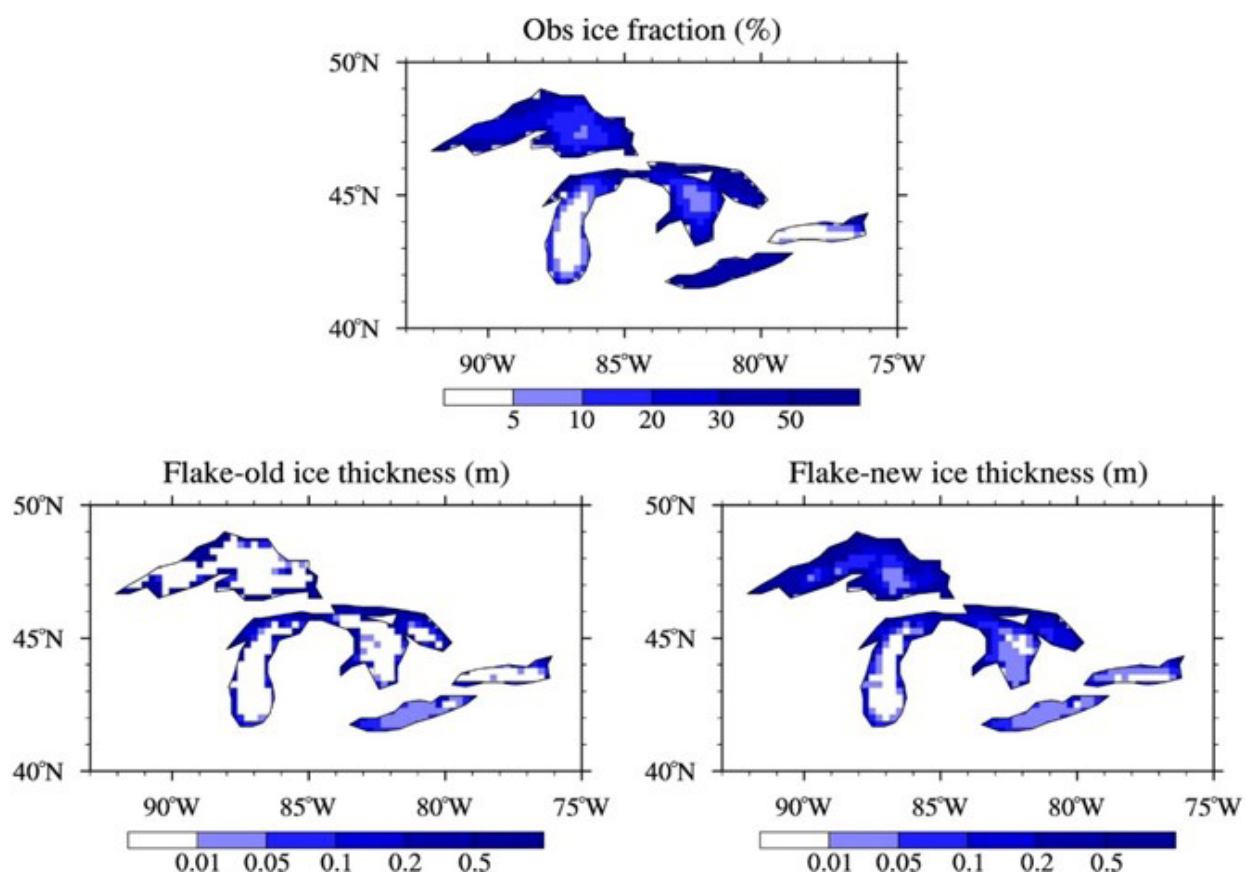 Obs ice fraction (%)
50°N
45°N
40°N
90°W 85°W 80°W 75°W
5 10 20 30 50
Flake-old ice thickness (m)
50°N
45°N
40°N
90°W 85°W 80°W 75°W
0.01 0.05 0.1 0.2 0.5
Flake-new ice thickness (m)
50°N
45°N
40°N
90°W 85°W 80°W 75°W
0.01 0.05 0.1 0.2 0.5